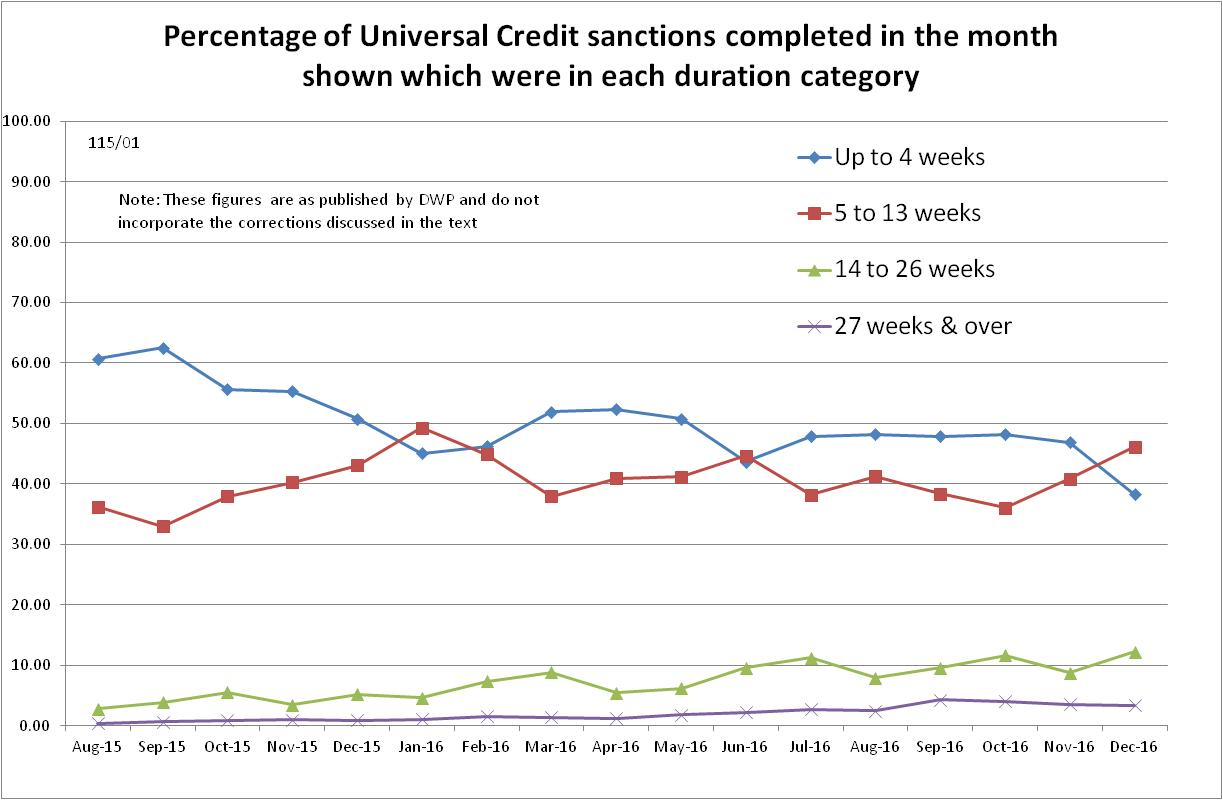 Percentage of Universal Credit sanctions completed in the month
shown which were in each duration category
100.00
90.00
80.00
70.00
60.00
50.00
40.00
30.00
20.00
10.00
0.00
115/01
Note: These figures are as published by DWP and do not
incorporate the corrections discussed in the text
Up to 4 weeks
5 to 13 weeks
14 to 26 weeks
27 weeks & over
Aug-15 Sep-15 Oct-15 Nov-15 Dec-15 Jan-16 Feb-16 Mar-16 Apr-16 May-16 Jun-16 Jul-16 Aug-16 Sep-16 Oct-16 Nov-16 Dec-16